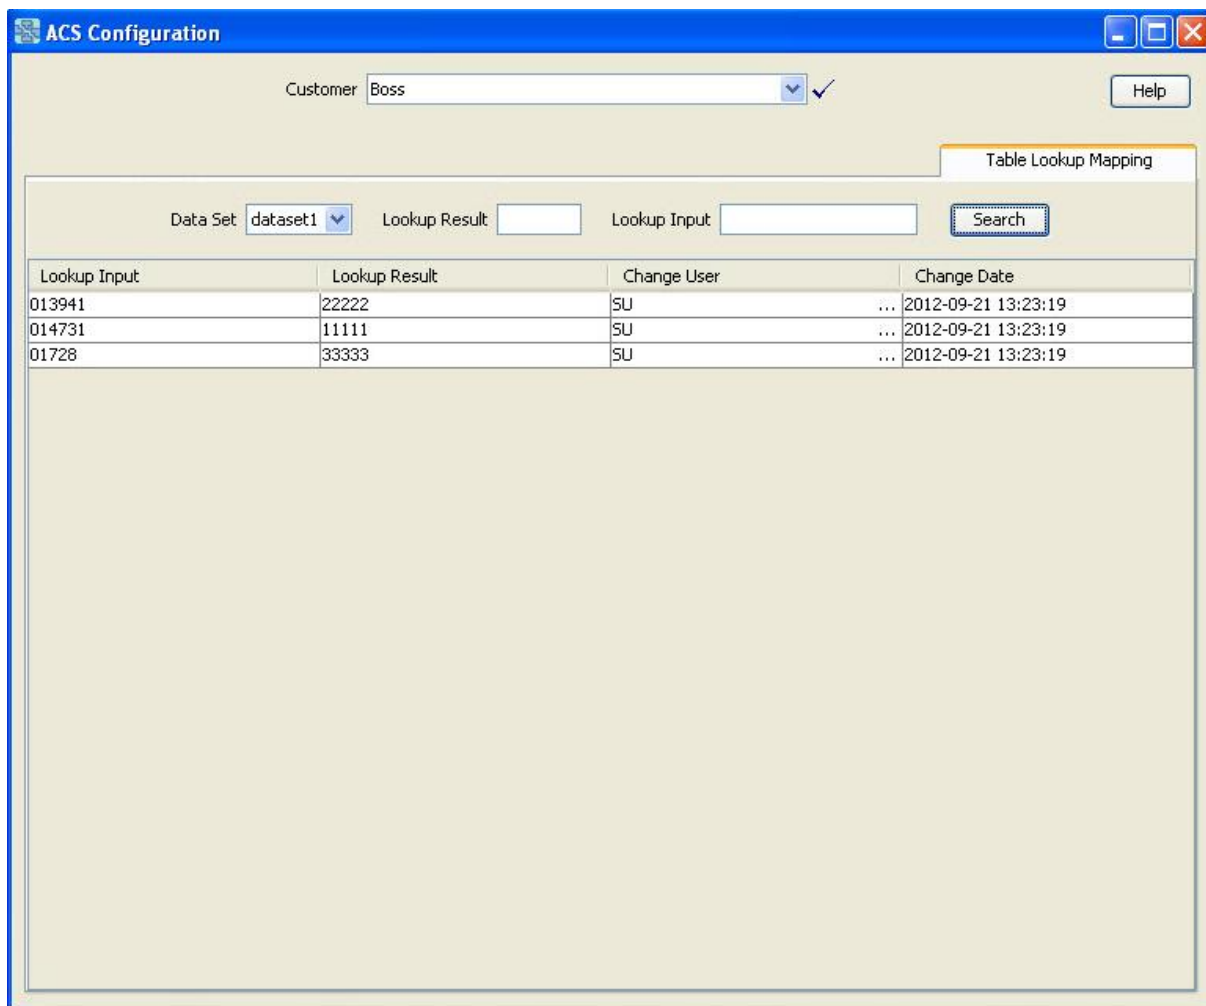 ACS Configuration
Customer Boss Help
Table Lookup Mapping
Data Set dataset1 Lookup Result Lookup Input Search
Lookup Input Lookup Result Change User Change Date
013941 22222 SU ... 2012-09-21 13:23:19
014731 11111 SU ... 2012-09-21 13:23:19
01728 33333 SU ... 2012-09-21 13:23:19